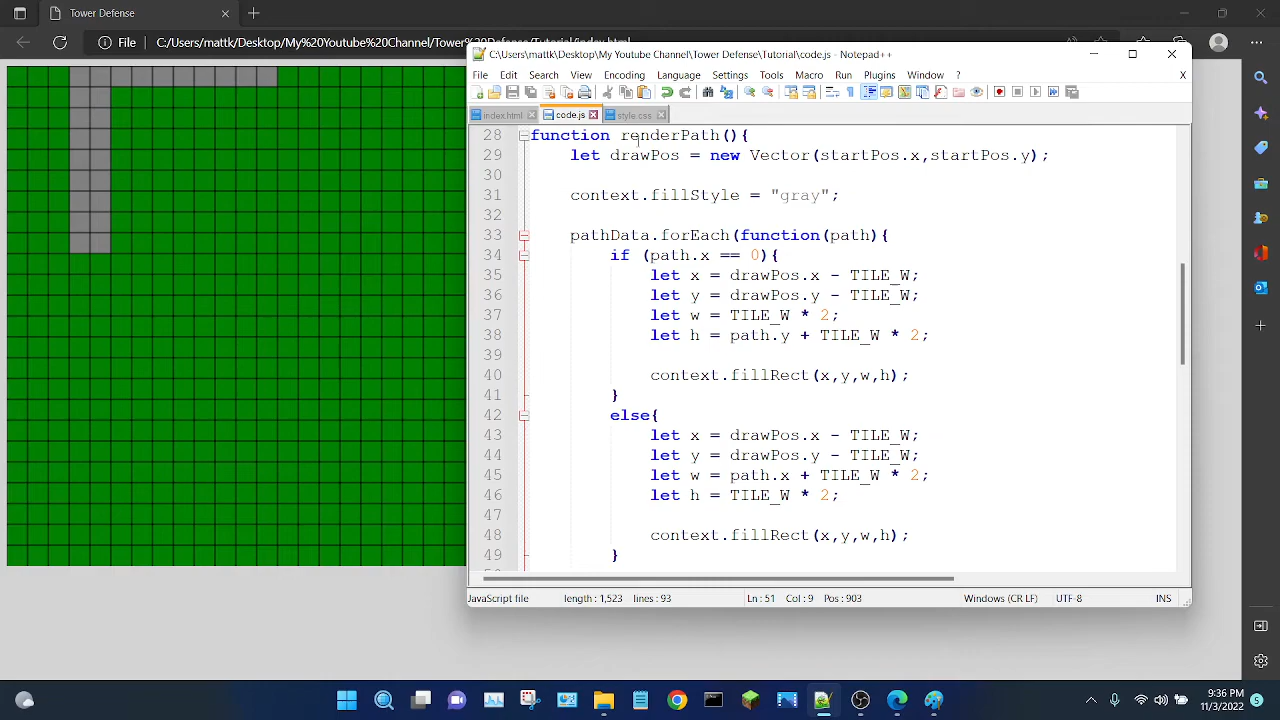 Tower Defense
File C:/Users/mattk/Desktop/My%20Youtube%20Channel/Tower%20Defense/Tutorial/index.html
C:\Users\mattk\Desktop\My Youtube Channel\Tower Defense\Tutorial\code.js - Notepad++
File Edit Search View Encoding Language Settings Tools Macro Run Plugins Window ? X
index.html code.js style.css
28 function renderPath(){
29 let drawPos = new Vector(startPos.x,startPos.y);
30
31 context.fillStyle = "gray";
32
33 pathData.forEach(function(path){
34 if (path.x == 0){
35 let x = drawPos.x - TILE_W;
36 let y = drawPos.y - TILE_W;
37 let w = TILE_W * 2;
38 let h = path.y + TILE_W * 2;
39
40 context.fillRect(x,y,w,h);
41 }
42 else{
43 let x = drawPos.x - TILE_W;
44 let y = drawPos.y - TILE_W;
45 let w = path.x + TILE_W * 2;
46 let h = TILE_W * 2;
47
48 context.fillRect(x,y,w,h);
49 }
JavaScript file length : 1,523 lines : 93 Ln : 51 Col : 9 Pos : 903 Windows (CR LF) UTF-8 INS
9:36 PM
11/3/2022